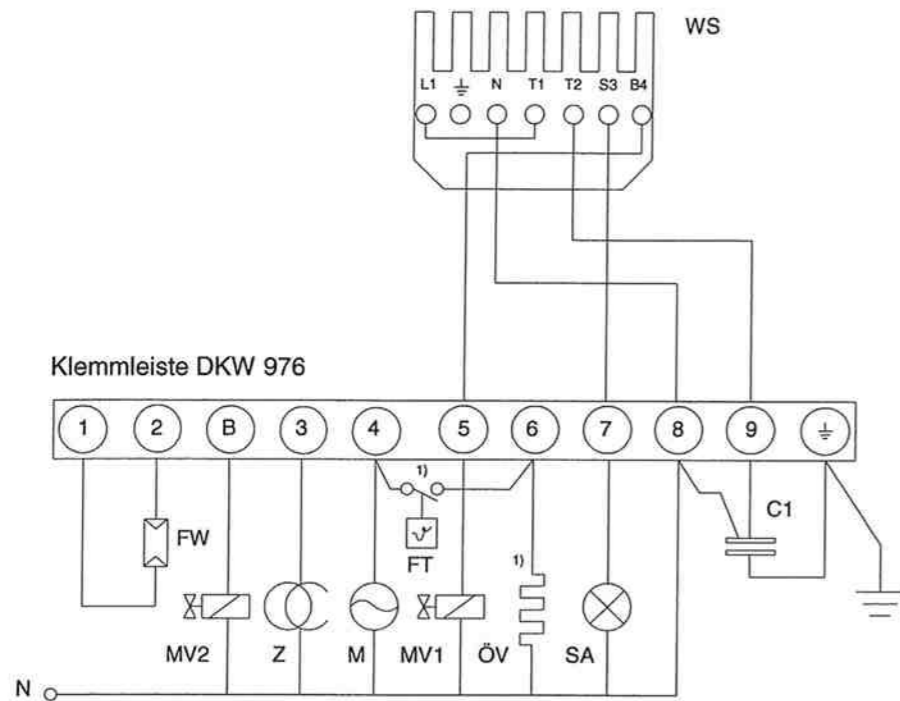 WS
L1 ⏚ N T1 T2 S3 B4
Klemmleiste DKW 976
1 2 B 3 4 5 6 7 8 9 ⏚
1)
C1
FW
ϑ
FT
1)
MV2 Z M MV1 ÖV SA
N